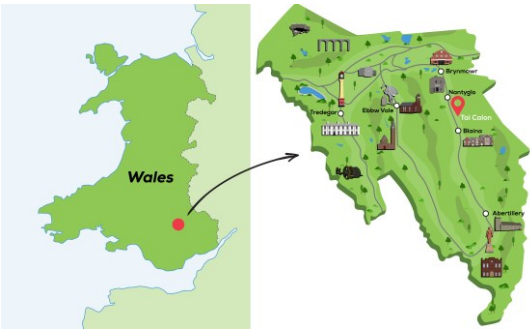 Wales
Brynmawr
Nantyglo
Tai Calon
Tredegar
Ebbw Vale
Blaina
Abertillery